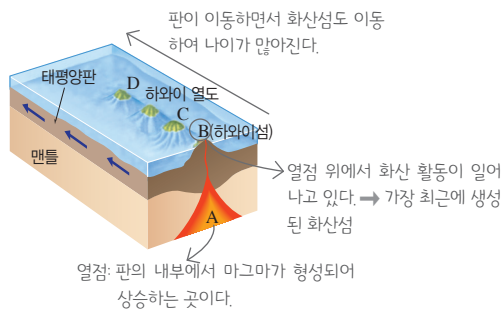 판이 이동하면서 화산섬도 이동
하여 나이가 많아진다.
태평양판
D 하와이 열도
C
B(하와이섬)
맨틀
열점 위에서 화산 활동이 일어
나고 있다. ➡ 가장 최근에 생성
된 화산섬
A
열점: 판의 내부에서 마그마가 형성되어
상승하는 곳이다.